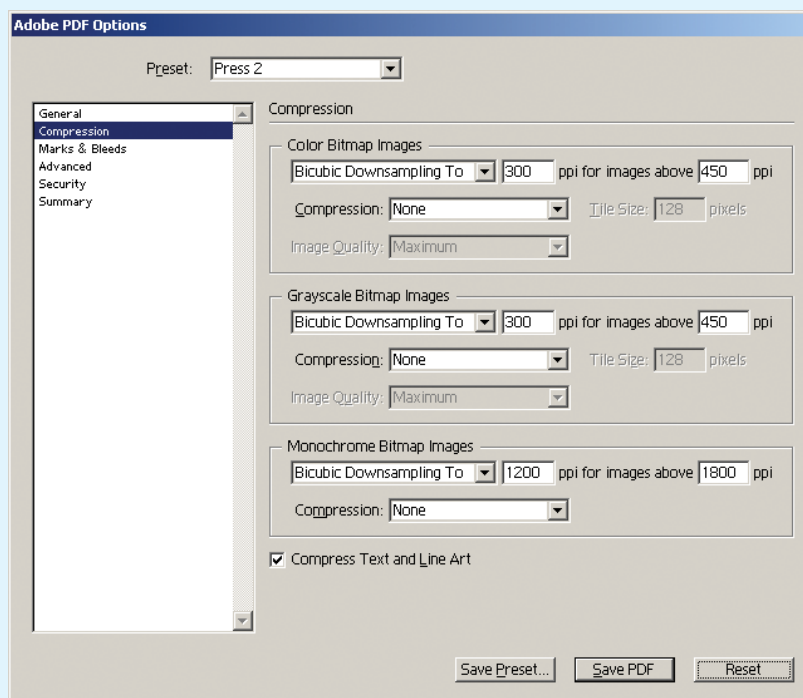 Adobe PDF Options
Preset: Press 2
General
Compression
Marks & Bleeds
Advanced
Security
Summary
Compression
Color Bitmap Images
Bicubic Downsampling To 300 ppi for images above 450 ppi
Compression: None Tile Size: 128 pixels
Image Quality: Maximum
Grayscale Bitmap Images
Bicubic Downsampling To 300 ppi for images above 450 ppi
Compression: None Tile Size: 128 pixels
Image Quality: Maximum
Monochrome Bitmap Images
Bicubic Downsampling To 1200 ppi for images above 1800 ppi
Compression: None
Compress Text and Line Art
Save Preset... Save PDF Reset